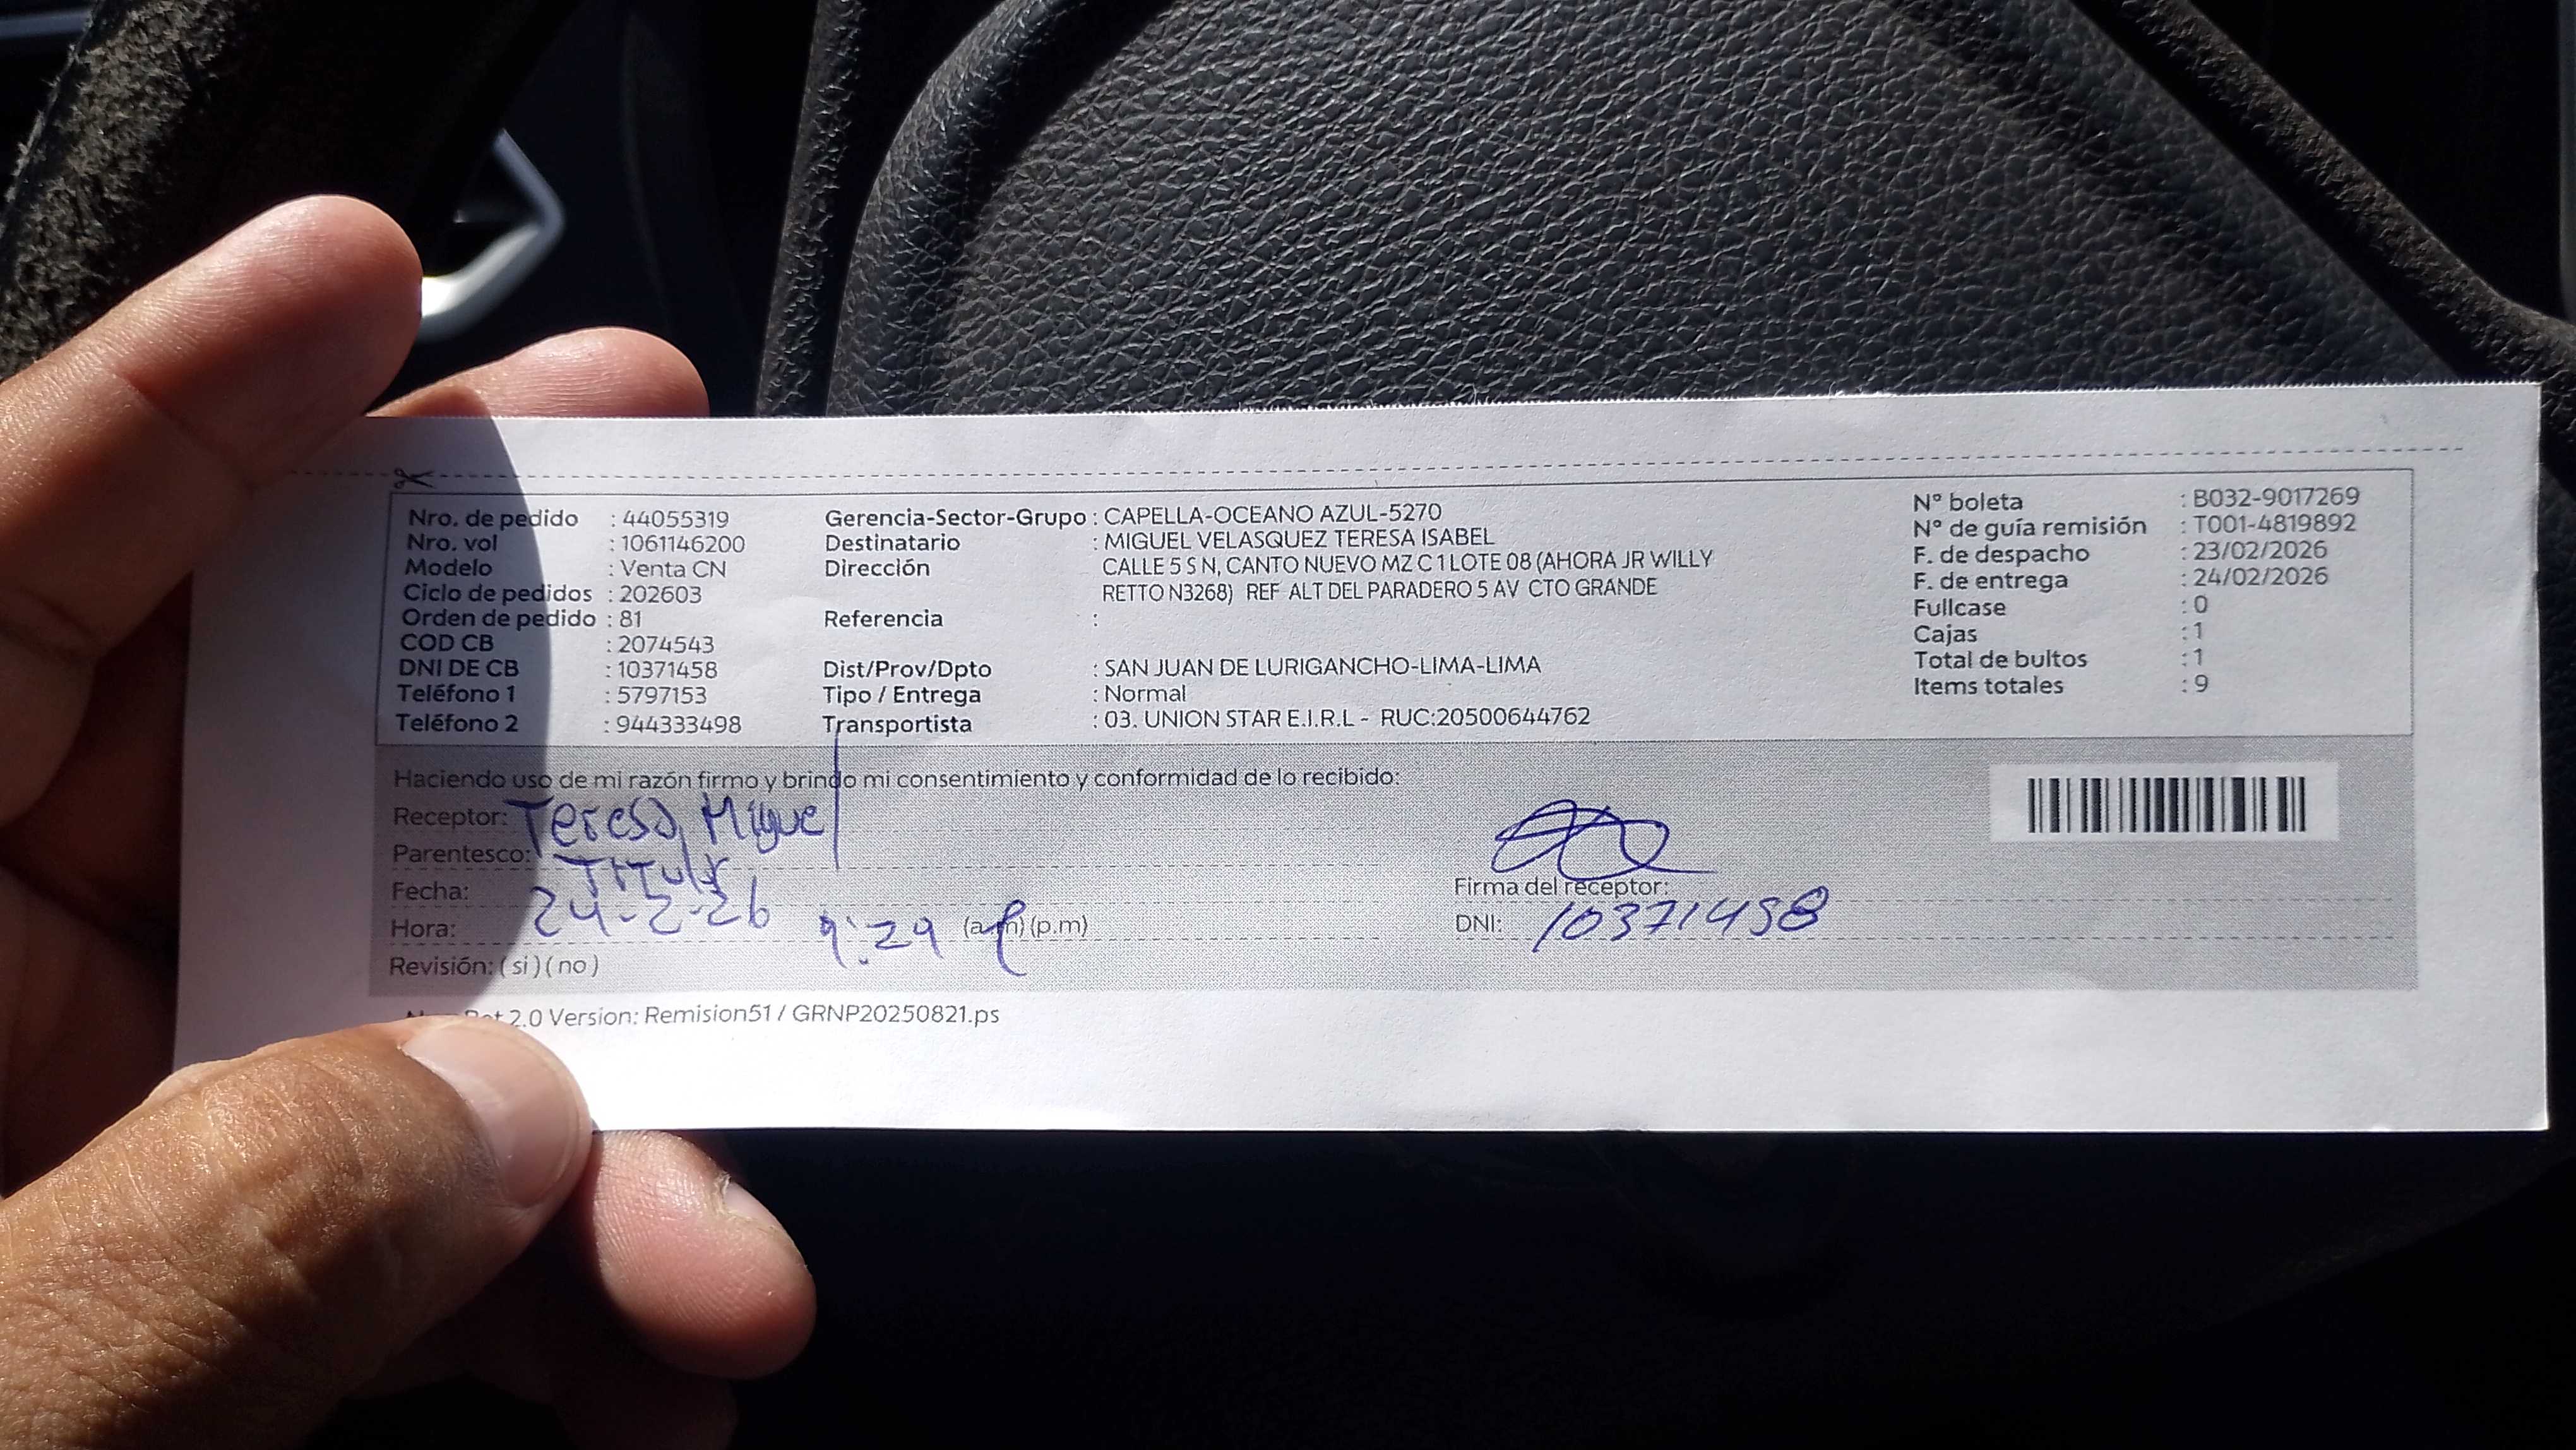 Nro. de pedido : 44055319
Nro. vol : 1061146200
Modelo : Venta CN
Ciclo de pedidos : 202603
Orden de pedido : 81
COD CB : 2074543
DNI DE CB : 10371458
Teléfono 1 : 5797153
Teléfono 2 : 944333498
Gerencia-Sector-Grupo : CAPELLA-OCEANO AZUL-5270
Destinatario : MIGUEL VELASQUEZ TERESA ISABEL
Dirección CALLE 5 S N, CANTO NUEVO MZ C 1 LOTE 08 (AHORA JR WILLY
RETTO N3268) REF ALT DEL PARADERO 5 AV CTO GRANDE
Referencia :
Dist/Prov/Dpto : SAN JUAN DE LURIGANCHO-LIMA-LIMA
Tipo / Entrega : Normal
Transportista : 03. UNION STAR E.I.R.L - RUC:20500644762
N° boleta : B032-9017269
N° de guía remisión : T001-4819892
F. de despacho : 23/02/2026
F. de entrega : 24/02/2026
Fullcase : 0
Cajas : 1
Total de bultos : 1
Items totales : 9
Haciendo uso de mi razón firmo y brindo mi consentimiento y conformidad de lo recibido:
Receptor: Teresa Miguel
Parentesco: Titular
Fecha: 24-2-26
Hora: 9:29 (a.m) (p.m)
Revisión: ( si ) ( no )
Firma del receptor:
DNI: 10371458
2.0 Version: Remision51 / GRNP20250821.ps